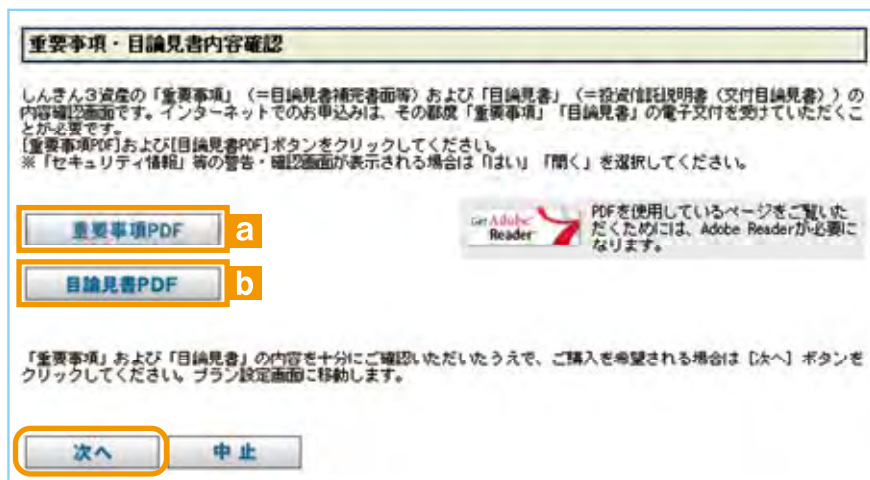 重要事項・目論見書内容確認
しんきん3資産の「重要事項」(=目論見書補完書面等)および「目論見書」(=投資信託説明書(交付目論見書))の
内容確認画面です。インターネットでのお申込みは、その都度「重要事項」「目論見書」の電子交付を受けていただくこ
とが必要です。
[重要事項PDF]および[目論見書PDF]ボタンをクリックしてください。
※「セキュリティ情報」等の警告・確認画面が表示される場合は「はい」「開く」を選択してください。
重要事項PDF a
Get Adobe Reader
PDFを使用しているページをご覧いた
だくためには、Adobe Readerが必要に
なります。
目論見書PDF b
「重要事項」および「目論見書」の内容を十分にご確認いただいたうえで、ご購入を希望される場合は[次へ]ボタンを
クリックしてください。プラン設定画面に移動します。
次へ 中止